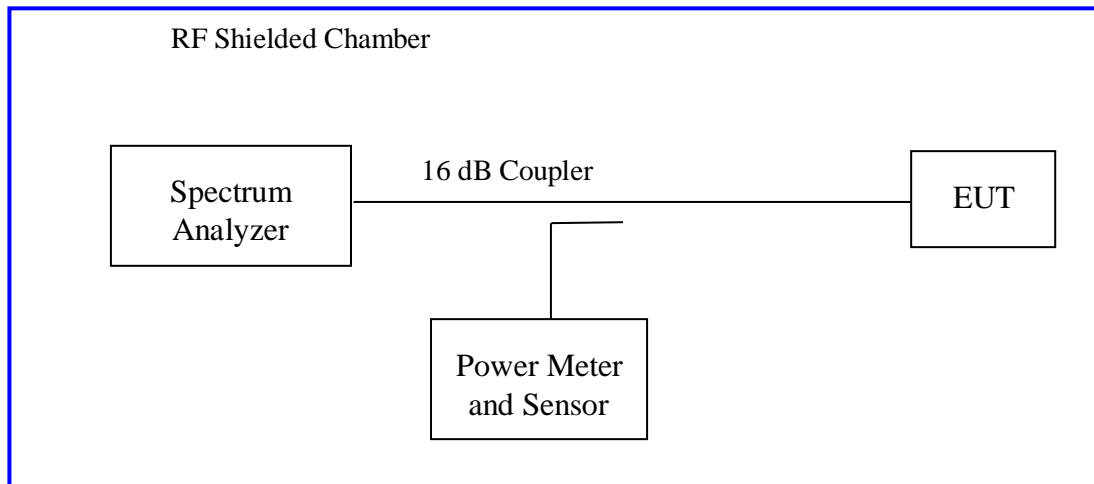 RF Shielded Chamber
16 dB Coupler
Spectrum
Analyzer
EUT
Power Meter
and Sensor